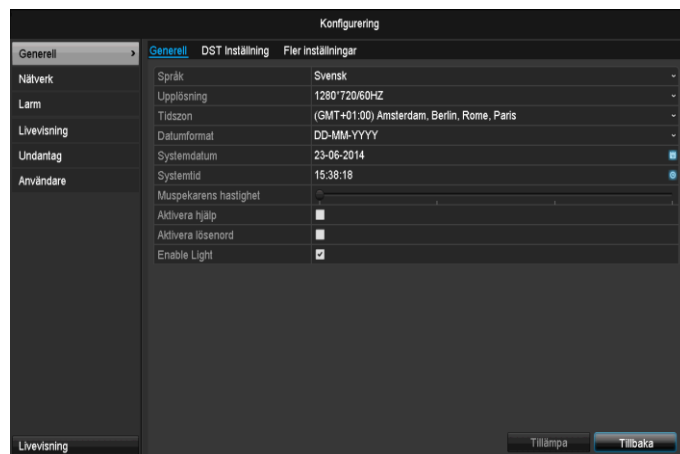 Konfigurering
Generell
Nätverk
Larm
Livevisning
Undantag
Användare
Livevisning
Generell DST Inställning Fler inställningar
Språk Svensk
Upplösning 1280*720/60HZ
Tidszon (GMT+01:00) Amsterdam, Berlin, Rome, Paris
Datumformat DD-MM-YYYY
Systemdatum 23-06-2014
Systemtid 15:38:18
Muspekarens hastighet
Aktivera hjälp
Aktivera lösenord
Enable Light
Tillämpa Tillbaka